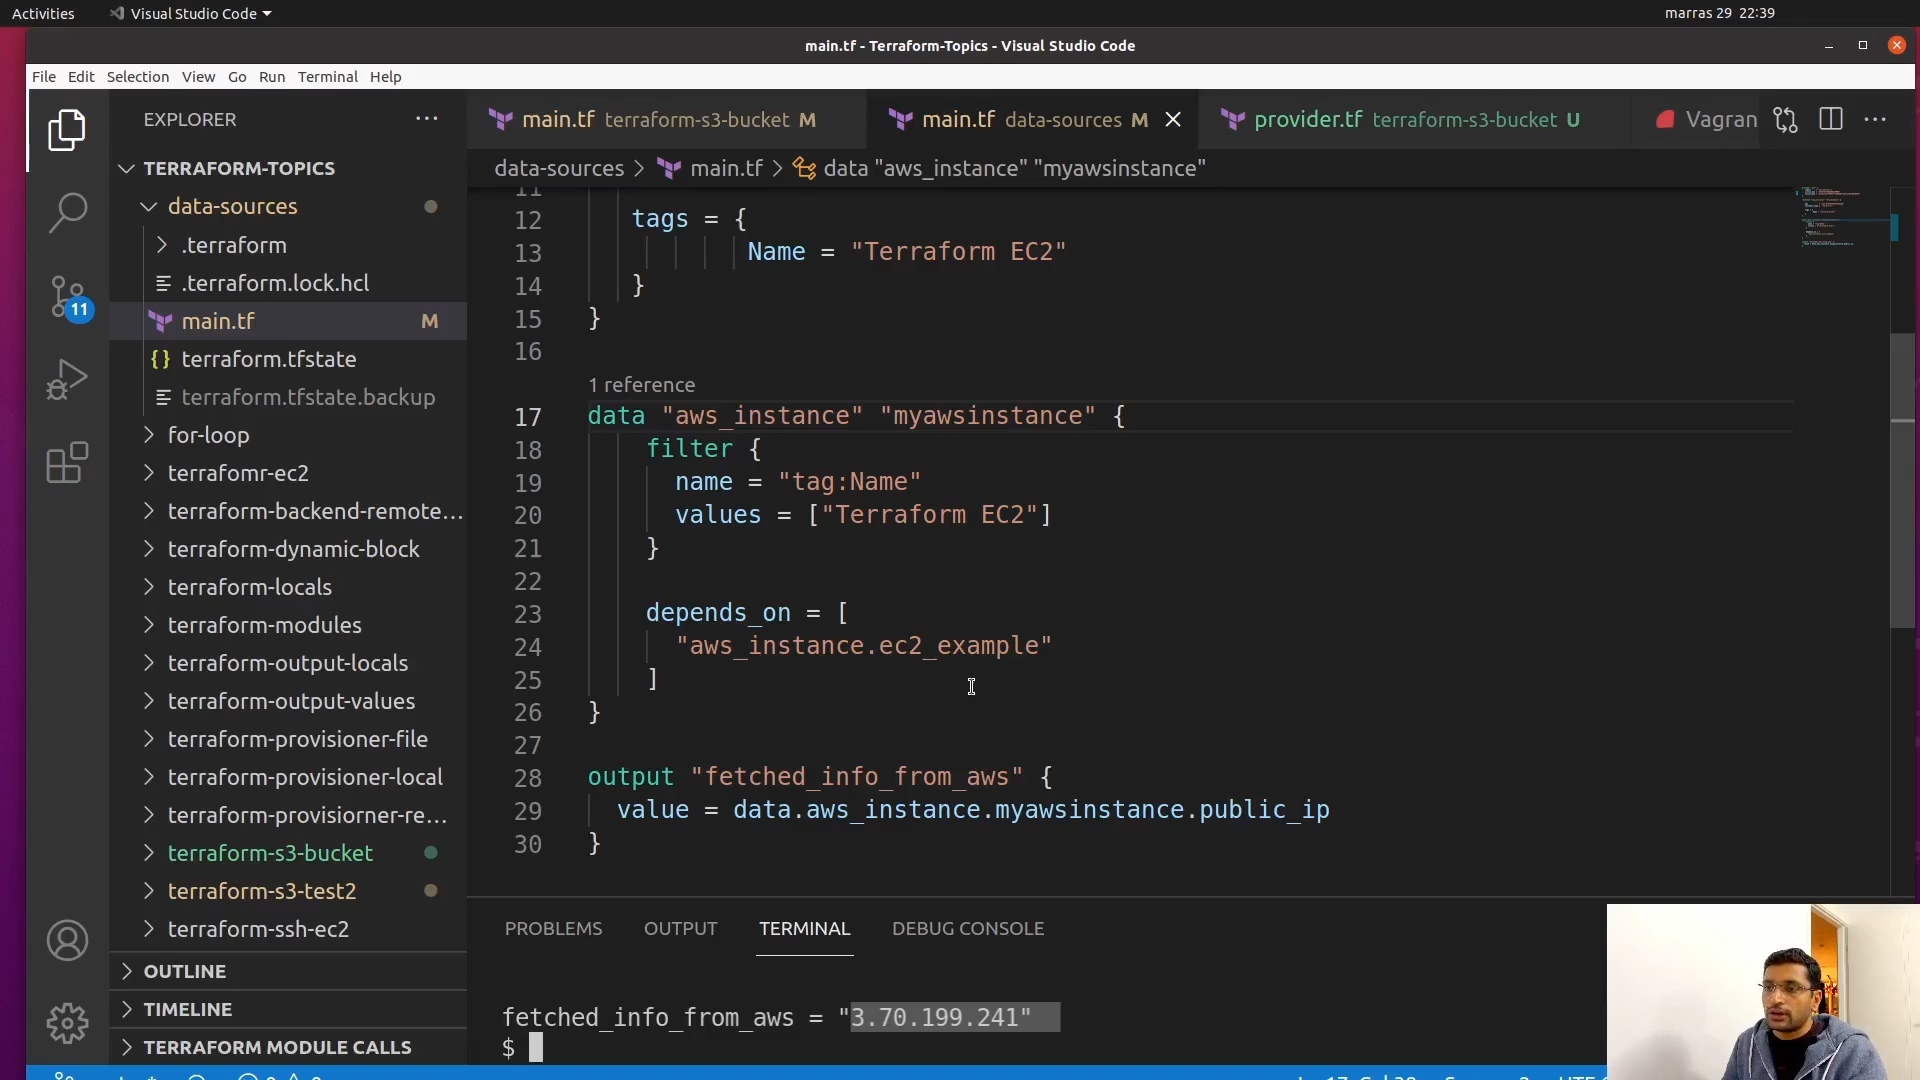 Activities
Visual Studio Code
marras 29 22:39
main.tf - Terraform-Topics - Visual Studio Code
File Edit Selection View Go Run Terminal Help
EXPLORER
main.tf terraform-s3-bucket M
main.tf data-sources M
provider.tf terraform-s3-bucket U
Vagran
TERRAFORM-TOPICS
data-sources
.terraform
.terraform.lock.hcl
main.tf M
terraform.tfstate
terraform.tfstate.backup
for-loop
terrafomr-ec2
terraform-backend-remote...
terraform-dynamic-block
terraform-locals
terraform-modules
terraform-output-locals
terraform-output-values
terraform-provisioner-file
terraform-provisioner-local
terraform-provisiorner-re...
terraform-s3-bucket
terraform-s3-test2
terraform-ssh-ec2
OUTLINE
TIMELINE
TERRAFORM MODULE CALLS
11
data-sources > main.tf > data "aws_instance" "myawsinstance"
11
12 tags = {
13 Name = "Terraform EC2"
14 }
15 }
16
1 reference
17 data "aws_instance" "myawsinstance" {
18 filter {
19 name = "tag:Name"
20 values = ["Terraform EC2"]
21 }
22
23 depends_on = [
24 "aws_instance.ec2_example"
25 ]
26 }
27
28 output "fetched_info_from_aws" {
29 value = data.aws_instance.myawsinstance.public_ip
30 }
PROBLEMS OUTPUT TERMINAL DEBUG CONSOLE
fetched_info_from_aws = "3.70.199.241"
$